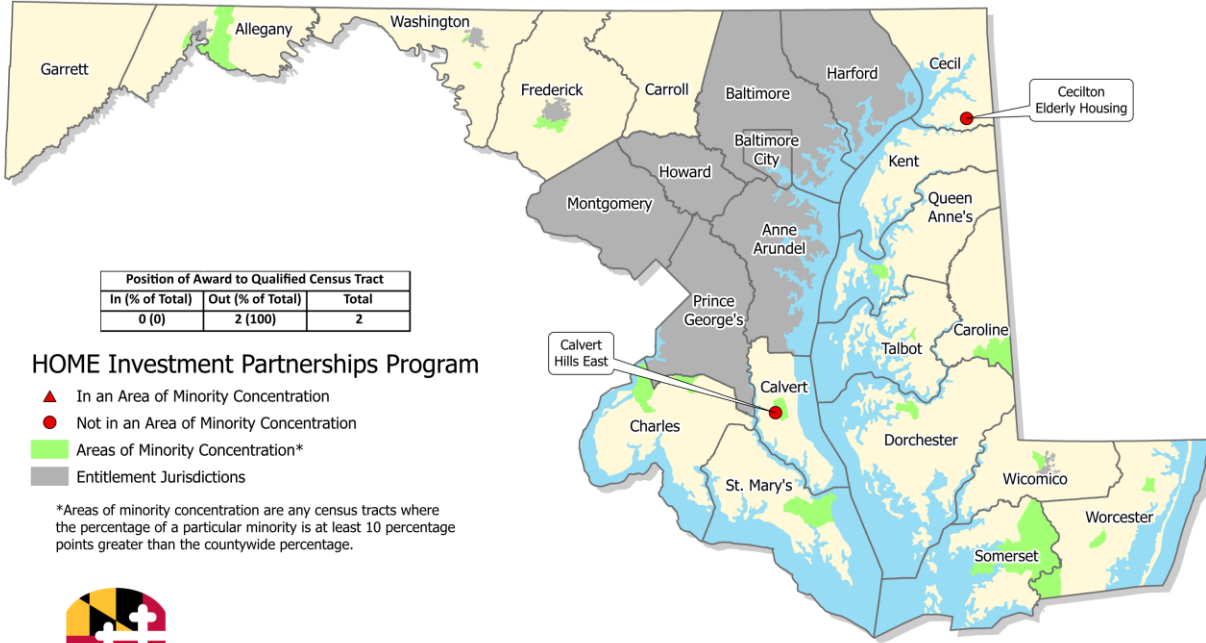 Garrett
Allegany
Washington
Frederick
Carroll
Baltimore
Harford
Cecil
Cecilton
Elderly Housing
Baltimore
City
Howard
Montgomery
Kent
Queen
Anne's
Anne
Arundel
Prince
George's
Caroline
Talbot
Calvert
Hills East
Calvert
Charles
Dorchester
St. Mary's
Wicomico
Worcester
Somerset
Position of Award to Qualified Census Tract
In (% of Total) Out (% of Total) Total
0 (0) 2 (100) 2
HOME Investment Partnerships Program
In an Area of Minority Concentration
Not in an Area of Minority Concentration
Areas of Minority Concentration*
Entitlement Jurisdictions
*Areas of minority concentration are any census tracts where
the percentage of a particular minority is at least 10 percentage
points greater than the countywide percentage.